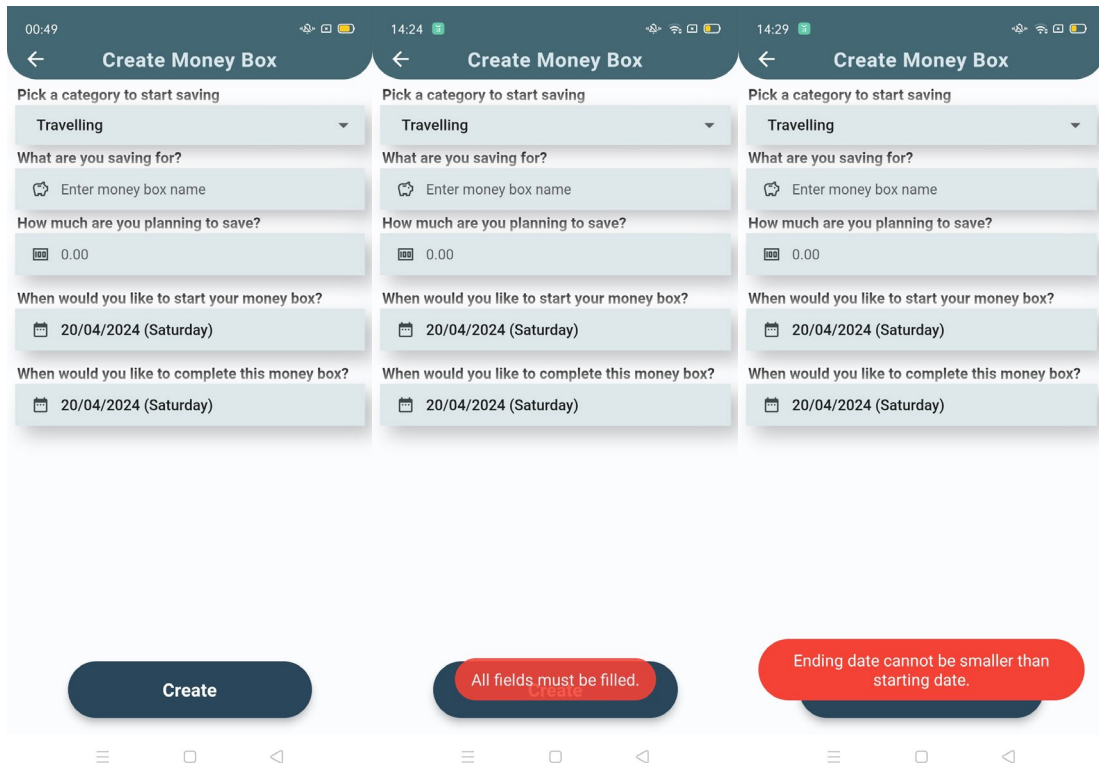 00:49
Create Money Box
Pick a category to start saving
Travelling
What are you saving for?
Enter money box name
How much are you planning to save?
100 0.00
When would you like to start your money box?
20/04/2024 (Saturday)
When would you like to complete this money box?
20/04/2024 (Saturday)
Create
14:24
Create Money Box
Pick a category to start saving
Travelling
What are you saving for?
Enter money box name
How much are you planning to save?
100 0.00
When would you like to start your money box?
20/04/2024 (Saturday)
When would you like to complete this money box?
20/04/2024 (Saturday)
All fields must be filled.
Create
14:29
Create Money Box
Pick a category to start saving
Travelling
What are you saving for?
Enter money box name
How much are you planning to save?
100 0.00
When would you like to start your money box?
20/04/2024 (Saturday)
When would you like to complete this money box?
20/04/2024 (Saturday)
Ending date cannot be smaller than
starting date.